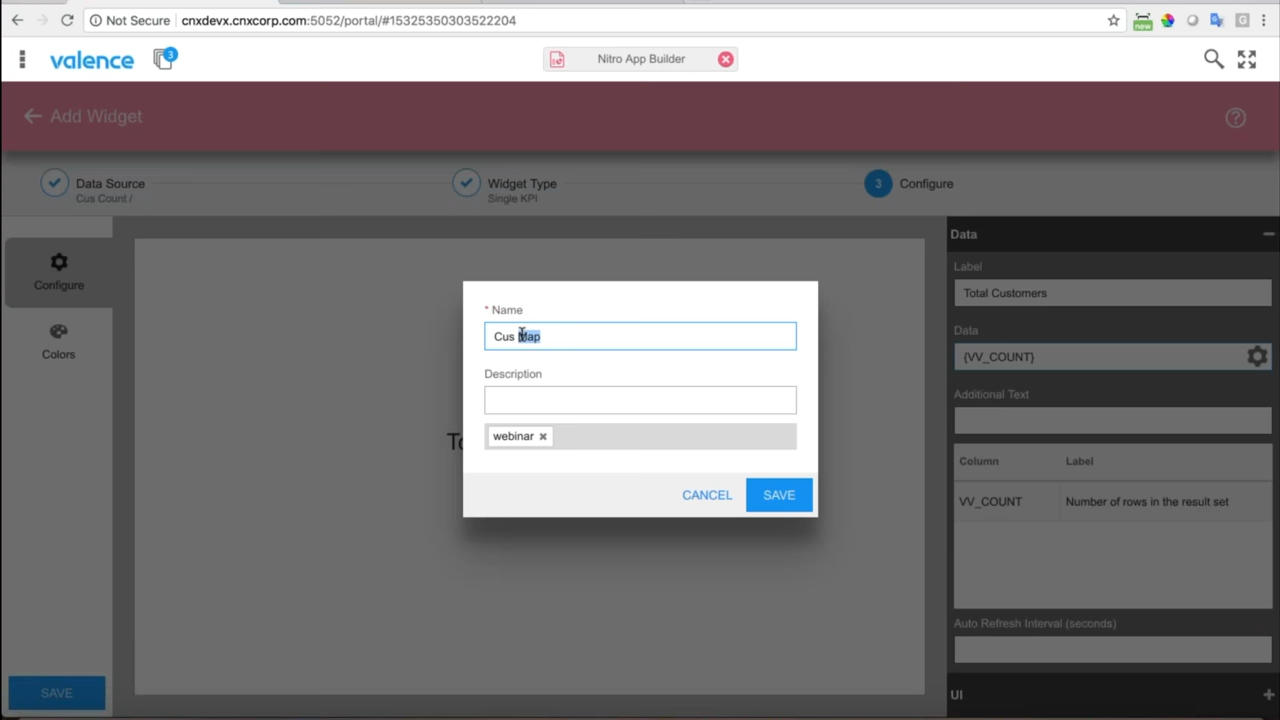 Not Secure cnxdevx.cnxcorp.com:5052/portal/#15325350303522204
new
G
valence
3
Nitro App Builder
Add Widget
Data Source
Cus Count /
Widget Type
Single KPI
3 Configure
Configure
Colors
SAVE
* Name
Cus Map
Description
webinar
CANCEL
SAVE
Data
Label
Total Customers
Data
{VV_COUNT}
Additional Text
Column Label
VV_COUNT Number of rows in the result set
Auto Refresh Interval (seconds)
UI